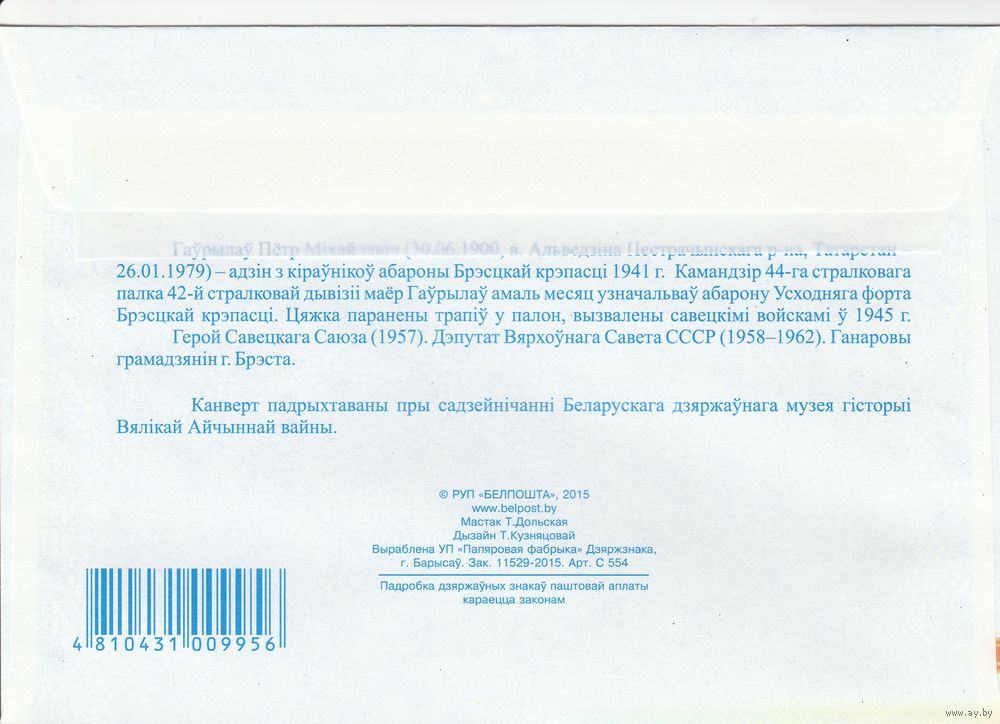 Гаўрылаў Пётр Міхайлавіч (30.06.1900, в. Альведзіна Пестрачынскага р-на, Татарстан –
26.01.1979) – адзін з кіраўнікоў абароны Брэсцкай крэпасці 1941 г. Камандзір 44-га стралковага
палка 42-й стралковай дывізіі маёр Гаўрылаў амаль месяц узначальваў абарону Усходняга форта
Брэсцкай крэпасці. Цяжка паранены трапіў у палон, вызвалены савецкімі войскамі ў 1945 г.
Герой Савецкага Саюза (1957). Дэпутат Вярхоўнага Савета СССР (1958–1962). Ганаровы
грамадзянін г. Брэста.
Канверт падрыхтаваны пры садзейнічанні Беларускага дзяржаўнага музея гісторыі
Вялікай Айчыннай вайны.
© РУП «БЕЛПОШТА», 2015
www.belpost.by
Мастак Т.Дольская
Дызайн Т.Кузняцовай
Выраблена УП «Папяровая фабрыка» Дзяржзнака,
г. Барысаў. Зак. 11529-2015. Арт. С 554
Падробка дзяржаўных знакаў паштовай аплаты
караецца законам
4 810431 009956
www.ay.by